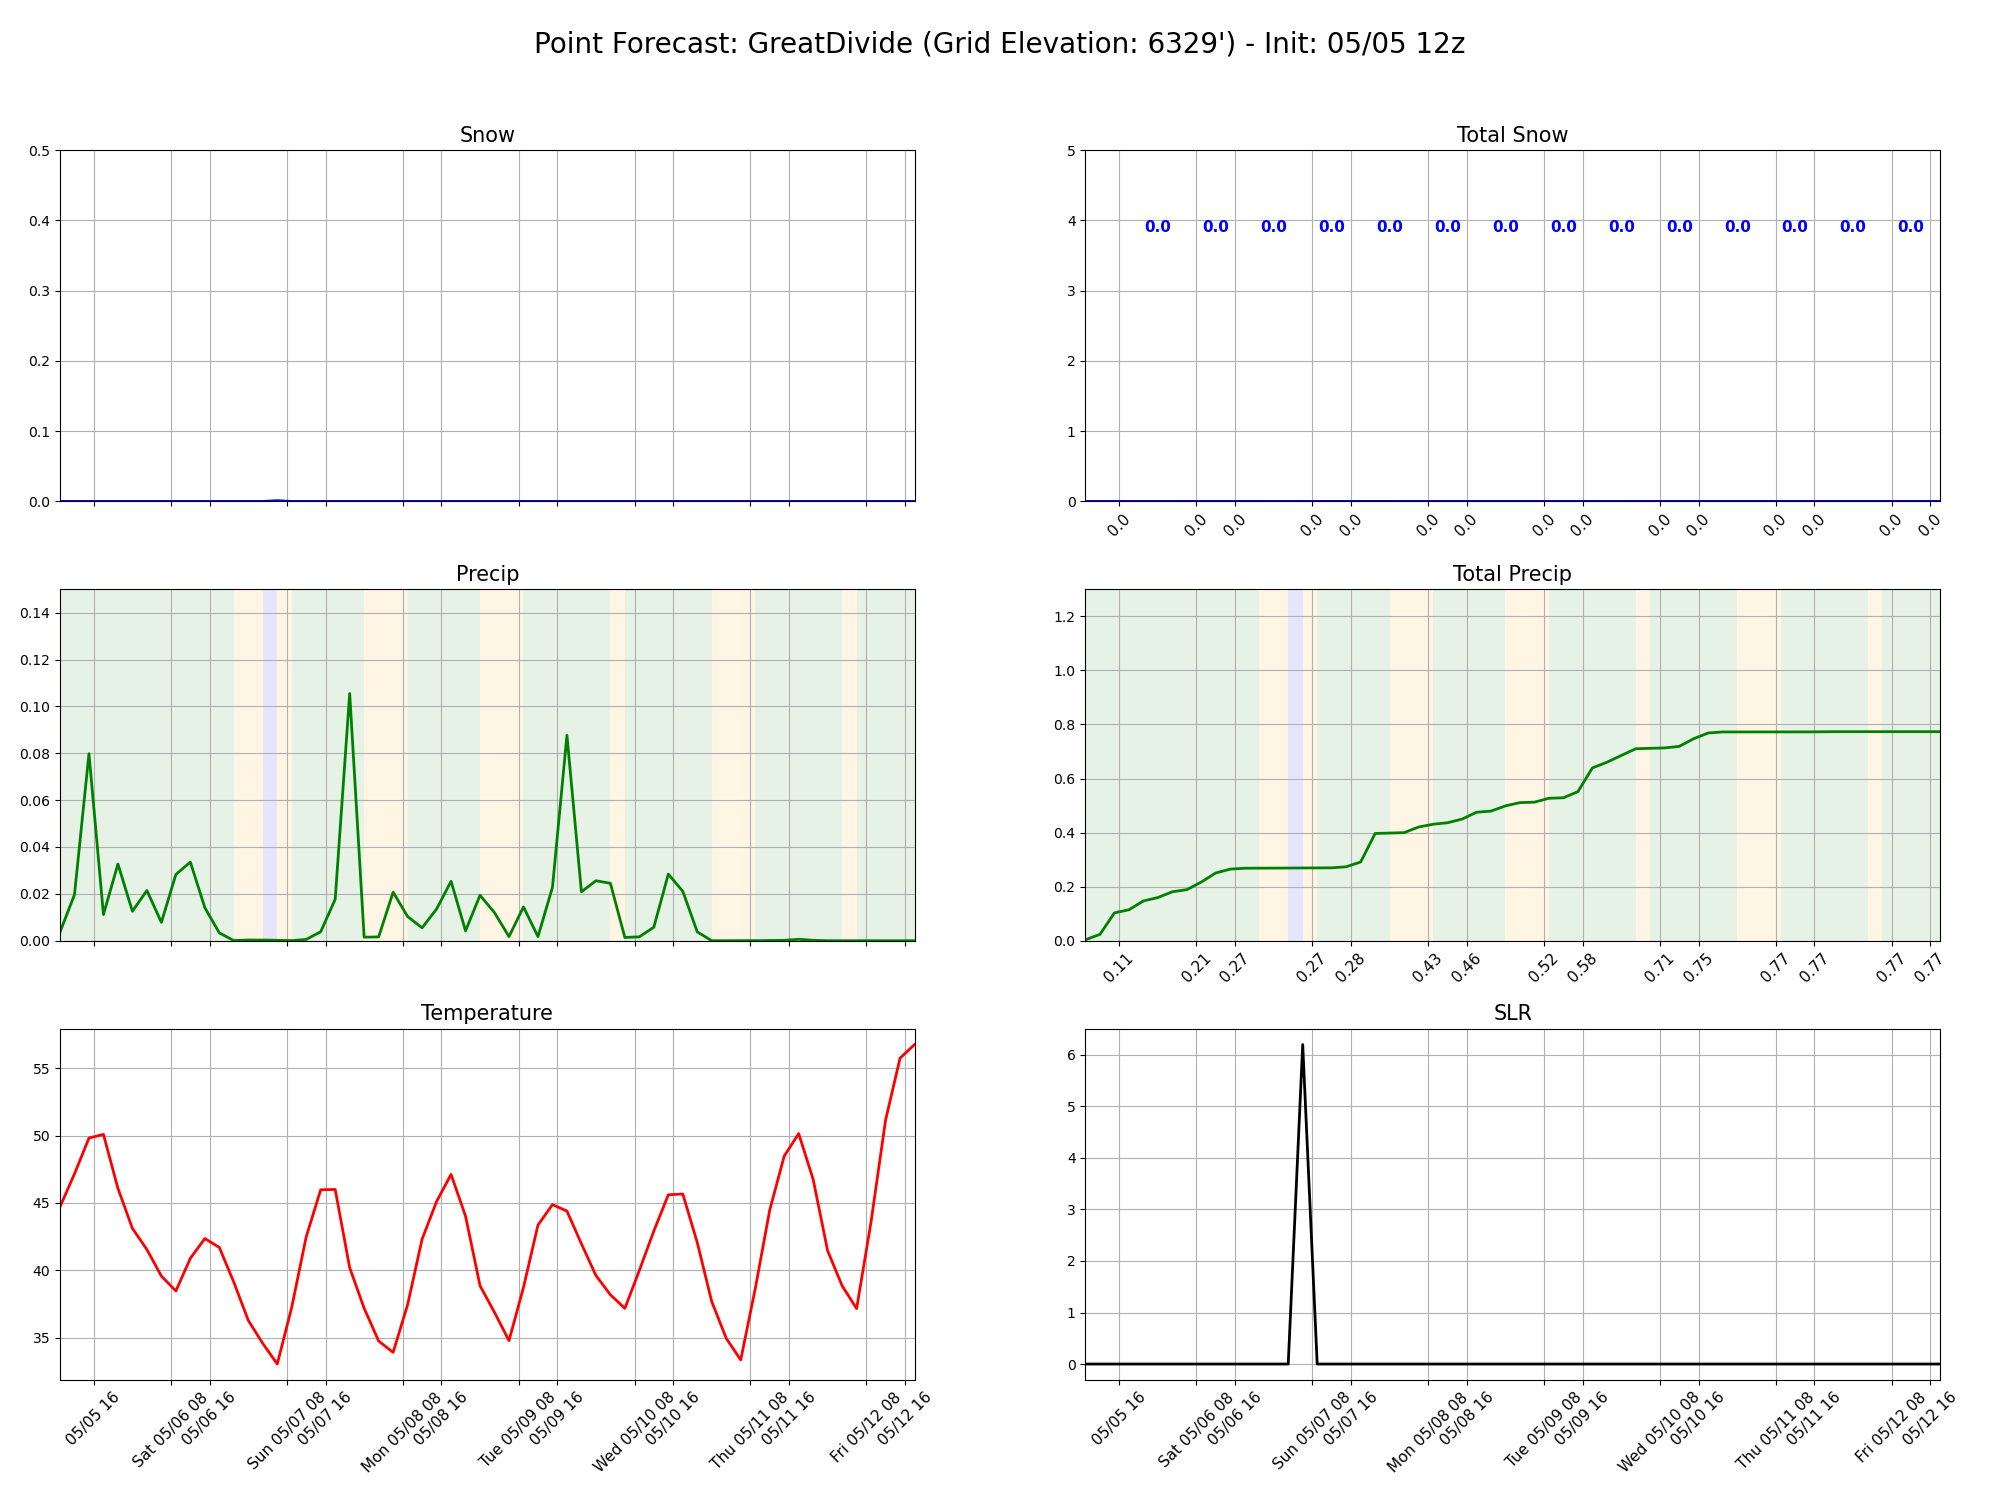 Point Forecast: GreatDivide (Grid Elevation: 6329') - Init: 05/05 12z
Snow
0.5
0.4
0.3
0.2
0.1
0.0
Total Snow
5
4
3
2
1
0
0.0 0.0 0.0 0.0 0.0 0.0 0.0 0.0 0.0 0.0 0.0 0.0 0.0 0.0
0.0 0.0 0.0 0.0 0.0 0.0 0.0 0.0 0.0 0.0 0.0 0.0 0.0 0.0 0.0
Precip
0.14
0.12
0.10
0.08
0.06
0.04
0.02
0.00
Total Precip
1.2
1.0
0.8
0.6
0.4
0.2
0.0
0.11 0.21 0.27 0.27 0.28 0.43 0.46 0.52 0.58 0.71 0.75 0.77 0.77 0.77 0.77
Temperature
55
50
45
40
35
05/05 16
Sat 05/06 08
05/06 16
Sun 05/07 08
05/07 16
Mon 05/08 08
05/08 16
Tue 05/09 08
05/09 16
Wed 05/10 08
05/10 16
Thu 05/11 08
05/11 16
Fri 05/12 08
05/12 16
SLR
6
5
4
3
2
1
0
05/05 16
Sat 05/06 08
05/06 16
Sun 05/07 08
05/07 16
Mon 05/08 08
05/08 16
Tue 05/09 08
05/09 16
Wed 05/10 08
05/10 16
Thu 05/11 08
05/11 16
Fri 05/12 08
05/12 16